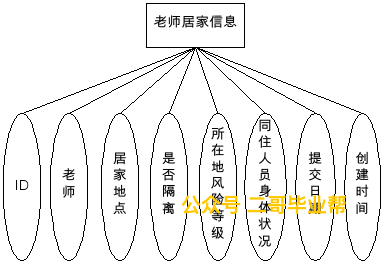 老师居家信息
ID
老师
居家地点
是否隔离
所在地风险等级
同住人员身体状况
提交日期
创建时间
公众号 二哥毕业帮